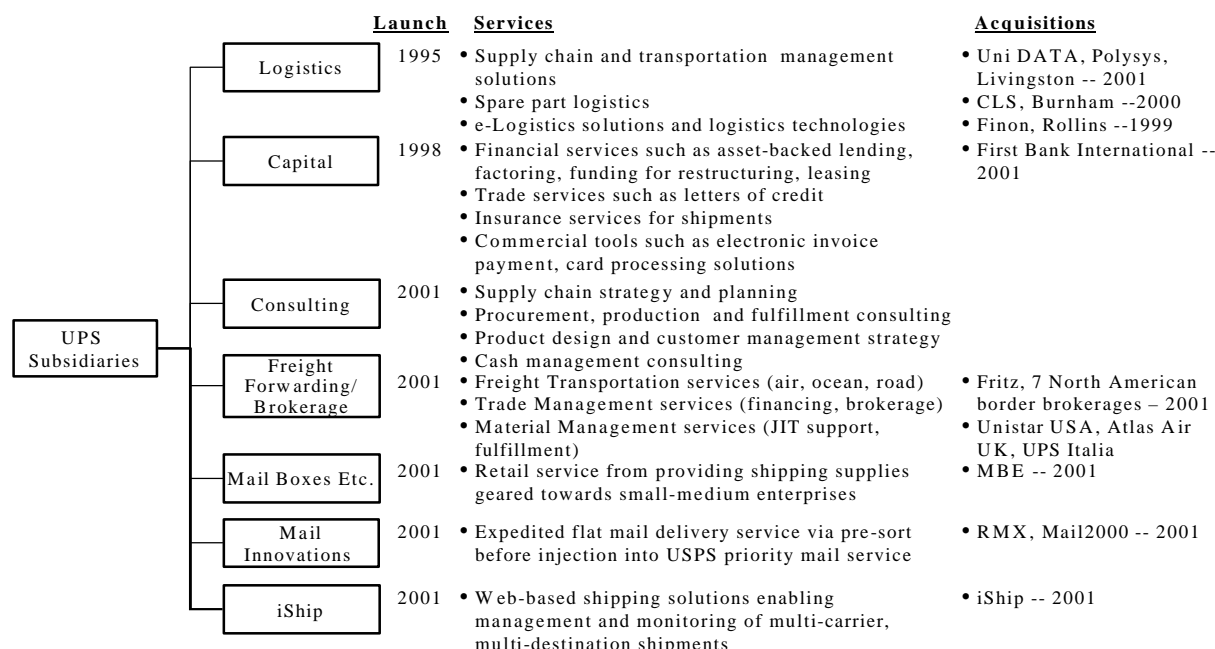 Launch Services Acquisitions
UPS
Subsidiaries
Logistics
1995
• Supply chain and transportation management
solutions
• Spare part logistics
• e-Logistics solutions and logistics technologies
• Uni DATA, Polysys,
Livingston -- 2001
• CLS, Burnham --2000
• Finon, Rollins --1999
Capital
1998
• Financial services such as asset-backed lending,
factoring, funding for restructuring, leasing
• Trade services such as letters of credit
• Insurance services for shipments
• Commercial tools such as electronic invoice
payment, card processing solutions
• First Bank International --
2001
Consulting
2001
• Supply chain strategy and planning
• Procurement, production and fulfillment consulting
• Product design and customer management strategy
• Cash management consulting
Freight
Forwarding/
Brokerage
2001
• Freight Transportation services (air, ocean, road)
• Trade Management services (financing, brokerage)
• Material Management services (JIT support,
fulfillment)
• Fritz, 7 North American
border brokerages – 2001
• Unistar USA, Atlas Air
UK, UPS Italia
Mail Boxes Etc.
2001
• Retail service from providing shipping supplies
geared towards small-medium enterprises
• MBE -- 2001
Mail
Innovations
2001
• Expedited flat mail delivery service via pre-sort
before injection into USPS priority mail service
• RMX, Mail2000 -- 2001
iShip
2001
• Web-based shipping solutions enabling
management and monitoring of multi-carrier,
multi-destination shipments
• iShip -- 2001